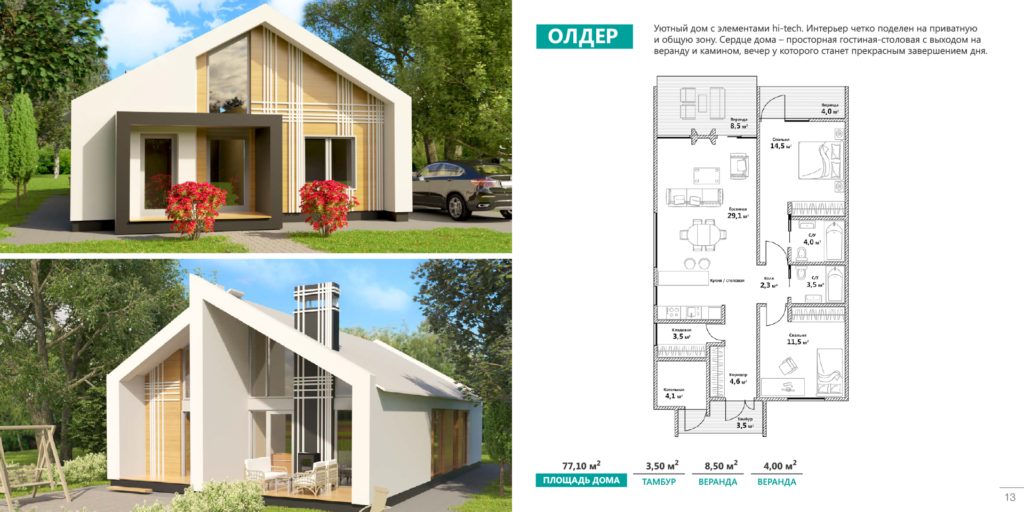 ОЛДЕР
Уютный дом с элементами hi-tech. Интерьер четко поделен на приватную
и общую зону. Сердце дома – просторная гостиная-столовая с выходом на
веранду и камином, вечер у которого станет прекрасным завершением дня.
Веранда
4,0 м²
Веранда
8,5 м²
Спальня
14,5 м²
Гостиная
29,1 м²
С/У
4,0 м²
Кухня / столовая
Холл
2,3 м²
С/У
3,5 м²
Кладовая
3,5 м²
Спальня
11,5 м²
Коридор
4,6 м²
Котельная
4,1 м²
Тамбур
3,5 м²
77,10 м²
ПЛОЩАДЬ ДОМА
3,50 м²
ТАМБУР
8,50 м²
ВЕРАНДА
4,00 м²
ВЕРАНДА
13